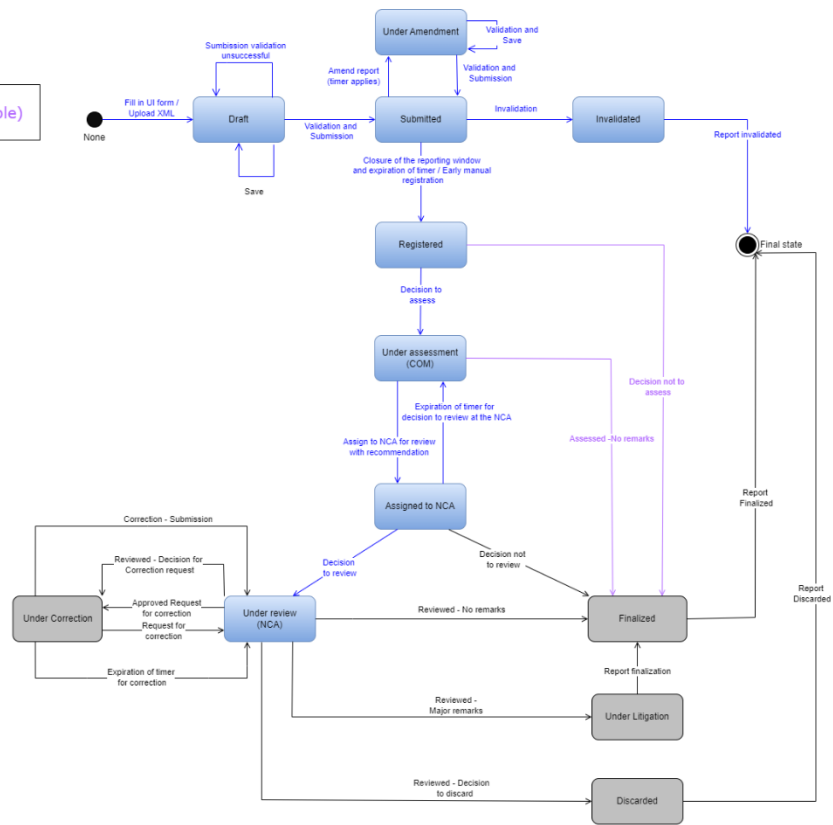 Under Amendment
Validation and
Save
Sumbission validation
unsuccessful
Amend report
(timer applies)
Validation and
Submission
ple)
Fill in UI form /
Upload XML
None
Draft
Validation and
Submission
Submitted
Invalidation
Invalidated
Report invalidated
Save
Closure of the reporting window
and expiration of timer / Early manual
registration
Registered
Final state
Decision to
assess
Under assessment
(COM)
Decision not to
assess
Expiration of timer for
decision to review at the NCA
Assessed -No remarks
Assign to NCA for review
with recommendation
Assigned to NCA
Report
Finalized
Correction - Submission
Reviewed - Decision for
Correction request
Decision
to review
Decision not
to review
Report
Discarded
Under Correction
Approved Request
for correction
Request for
correction
Under review
(NCA)
Reviewed - No remarks
Finalized
Expiration of timer
for correction
Report finalization
Reviewed -
Major remarks
Under Litigation
Reviewed - Decision
to discard
Discarded